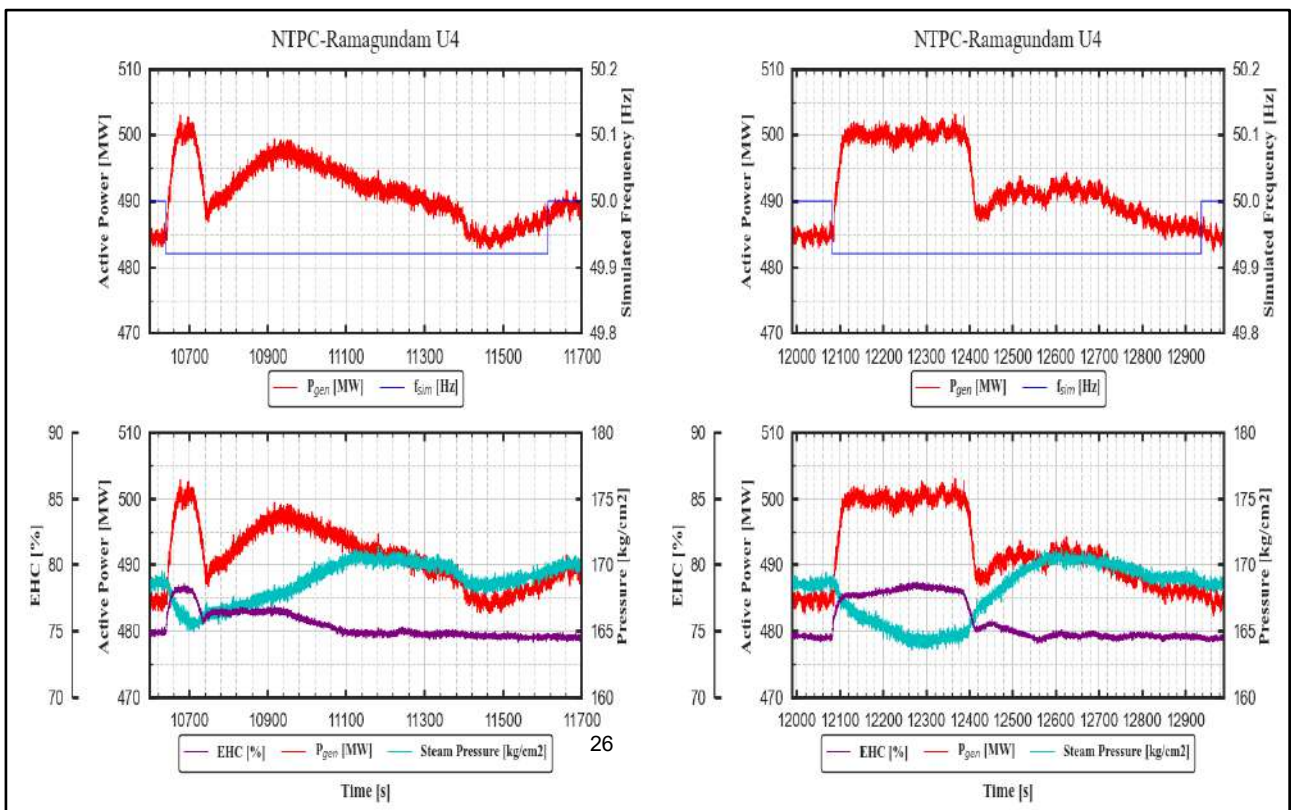 NTPC-Ramagundam U4
510
500
490
480
470
Active Power [MW]
50.2
50.1
50.0
49.9
49.8
Simulated Frequency [Hz]
10700 10900 11100 11300 11500 11700
Pgen [MW] fsim [Hz]
NTPC-Ramagundam U4
510
500
490
480
470
Active Power [MW]
50.2
50.1
50.0
49.9
49.8
Simulated Frequency [Hz]
12000 12100 12200 12300 12400 12500 12600 12700 12800 12900
Pgen [MW] fsim [Hz]
90
85
80
75
70
EHC [%]
510
500
490
480
470
Active Power [MW]
180
175
170
165
160
Pressure [kg/cm2]
10700 10900 11100 11300 11500 11700
EHC [%] Pgen [MW] Steam Pressure [kg/cm2]
Time [s]
90
85
80
75
70
EHC [%]
510
500
490
480
470
Active Power [MW]
180
175
170
165
160
Pressure [kg/cm2]
12000 12100 12200 12300 12400 12500 12600 12700 12800 12900
EHC [%] Pgen [MW] Steam Pressure [kg/cm2]
Time [s]
26